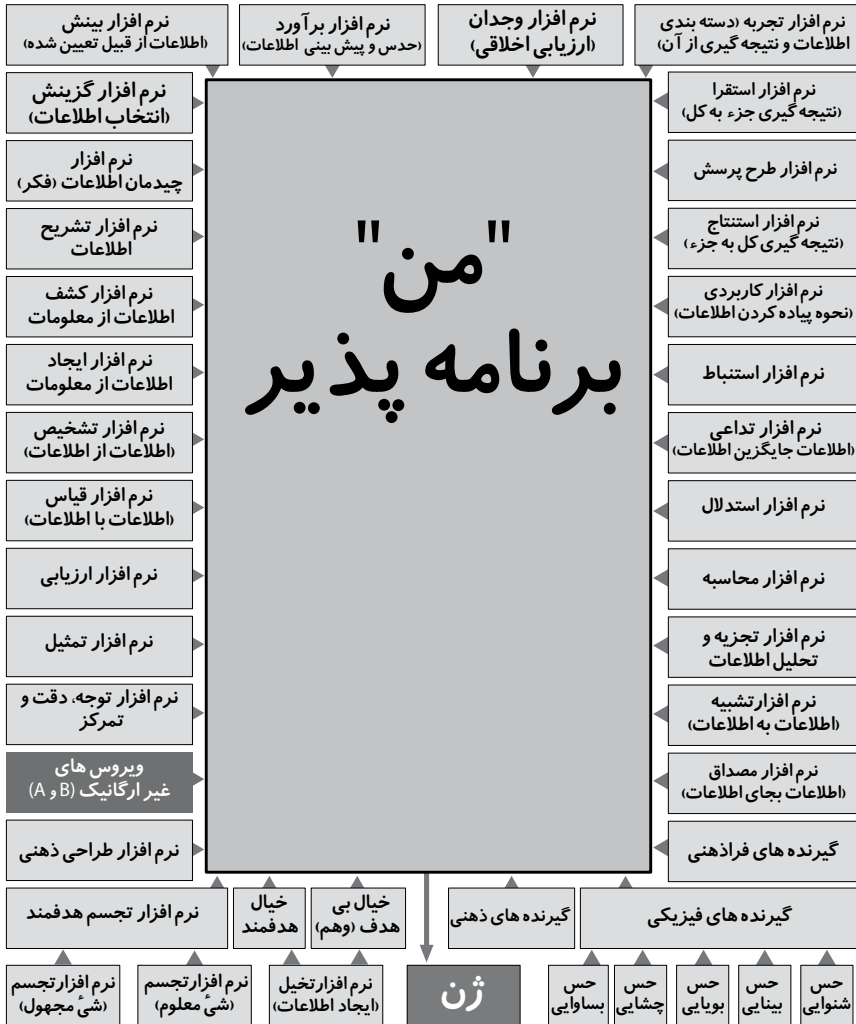 نرم افزار تجربه (دسته بندی
اطلاعات و نتیجه گیری از آن)
نرم افزار وجدان
(ارزیابی اخلاقی)
نرم افزار برآورد
(حدس و پیش بینی اطلاعات)
نرم افزار بینش
(اطلاعات از قبیل تعیین شده)
نرم افزار استقرا
(نتیجه گیری جزء به کل)
نرم افزار طرح پرسش
نرم افزار استنتاج
(نتیجه گیری کل به جزء)
نرم افزار کاربردی
(نحوه پیاده کردن اطلاعات)
نرم افزار استنباط
نرم افزار تداعی
(اطلاعات جایگزین اطلاعات)
نرم افزار استدلال
نرم افزار محاسبه
نرم افزار تجزیه و
تحلیل اطلاعات
نرم افزار تشبیه
(اطلاعات به اطلاعات)
نرم افزار مصداق
(اطلاعات بجای اطلاعات)
گیرنده های فراذهنی
"من"
برنامه پذیر
نرم افزار گزینش
(انتخاب اطلاعات)
نرم افزار
چیدمان اطلاعات (فکر)
نرم افزار تشریح
اطلاعات
نرم افزار کشف
اطلاعات از معلومات
نرم افزار ایجاد
اطلاعات از معلومات
نرم افزار تشخیص
(اطلاعات از اطلاعات)
نرم افزار قیاس
(اطلاعات با اطلاعات)
نرم افزار ارزیابی
نرم افزار تمثیل
نرم افزار توجه، دقت و
تمرکز
ویروس های
غیر ارگانیک (A و B)
نرم افزار طراحی ذهنی
گیرنده های فیزیکی
گیرنده های ذهنی
خیال بی
هدف (وهم)
خیال
هدفمند
نرم افزار تجسم هدفمند
حس
شنوایی
حس
بینایی
حس
بویایی
حس
چشایی
حس
بساوایی
ژن
نرم افزار تخیل
(ایجاد اطلاعات)
نرم افزار تجسم
(شئ معلوم)
نرم افزار تجسم
(شئ مجهول)